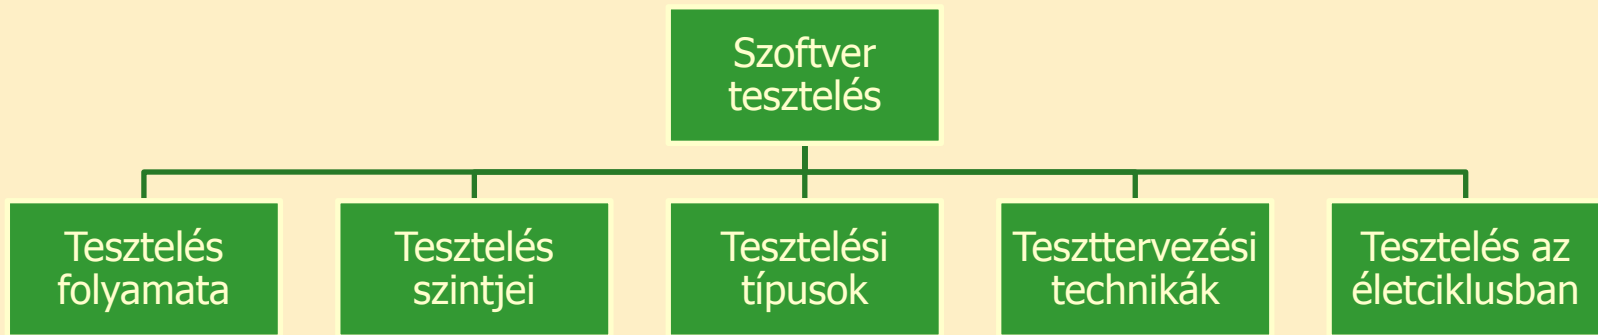 Szoftver
tesztelés
Tesztelés
folyamata
Tesztelés
szintjei
Tesztelési
típusok
Teszttervezési
technikák
Tesztelés az
életciklusban